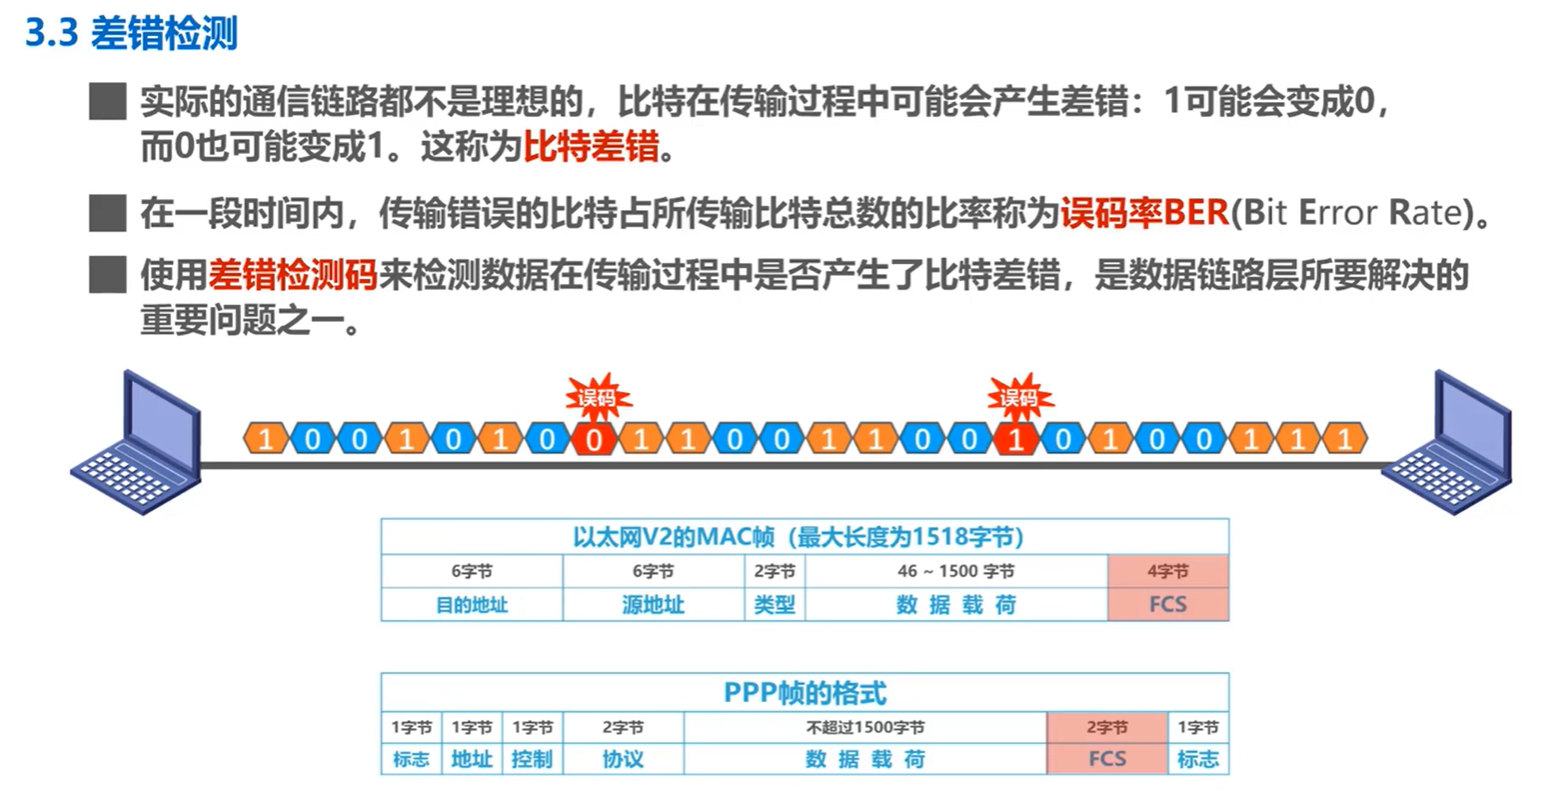 3.3 差错检测
实际的通信链路都不是理想的，比特在传输过程中可能会产生差错：1可能会变成0，
而0也可能变成1。这称为比特差错。
在一段时间内，传输错误的比特占所传输比特总数的比率称为误码率BER(Bit Error Rate)。
使用差错检测码来检测数据在传输过程中是否产生了比特差错，是数据链路层所要解决的
重要问题之一。
误码 误码
1 0 0 1 0 1 0 0 1 1 0 0 1 1 0 0 1 0 1 0 0 1 1 1
以太网V2的MAC帧（最大长度为1518字节）
6字节 6字节 2字节 46 ~ 1500 字节 4字节
目的地址 源地址 类型 数 据 载 荷 FCS
PPP帧的格式
1字节 1字节 1字节 2字节 不超过1500字节 2字节 1字节
标志 地址 控制 协议 数 据 载 荷 FCS 标志